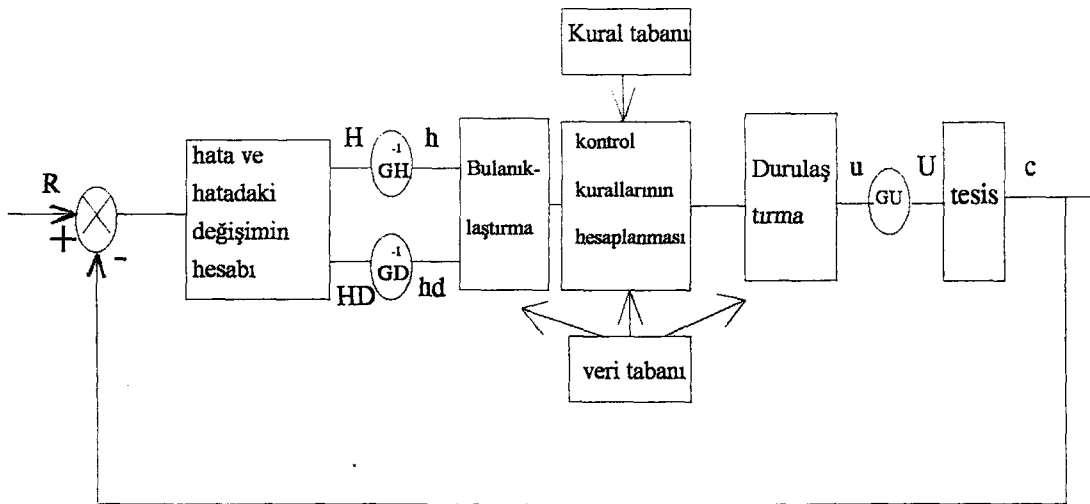 Kural tabanı
R
+
-
hata ve
hatadaki
değişimin
hesabı
H
-1
GH
h
HD
-1
GD
hd
Bulanık-
laştırma
kontrol
kurallarının
hesaplanması
Durulaş
tırma
u
GU
U
tesis
c
veri tabanı